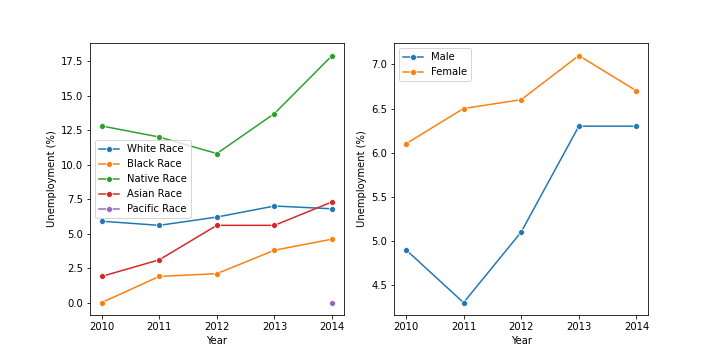 17.5
15.0
12.5
10.0
7.5
5.0
2.5
0.0
Unemployment (%)
White Race
Black Race
Native Race
Asian Race
Pacific Race
2010 2011 2012 2013 2014
Year
7.0
6.5
6.0
5.5
5.0
4.5
Unemployment (%)
Male
Female
2010 2011 2012 2013 2014
Year